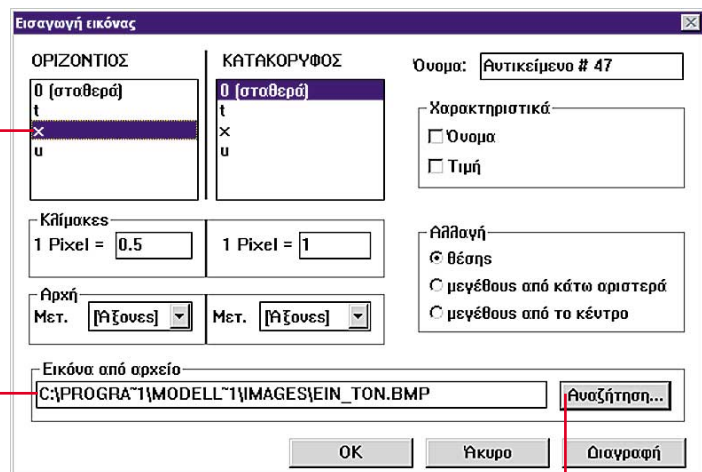 Εισαγωγή εικόνας
ΟΡΙΖΟΝΤΙΟΣ
0 (σταθερά)
t
x
u
ΚΑΤΑΚΟΡΥΦΟΣ
0 (σταθερά)
t
x
u
Όνομα: Αντικείμενο # 47
Χαρακτηριστικά
Όνομα
Τιμή
Κλίμακες
1 Pixel = 0.5
1 Pixel = 1
Αλλαγή
θέσης
μεγέθους από κάτω αριστερά
μεγέθους από το κέντρο
Αρχή
Μετ. [Άξονες]
Μετ. [Άξονες]
Εικόνα από αρχείο
C:\PROGRA~1\MODELL~1\IMAGES\EIN_TON.BMP
Αναζήτηση...
OK
Άκυρο
Διαγραφή